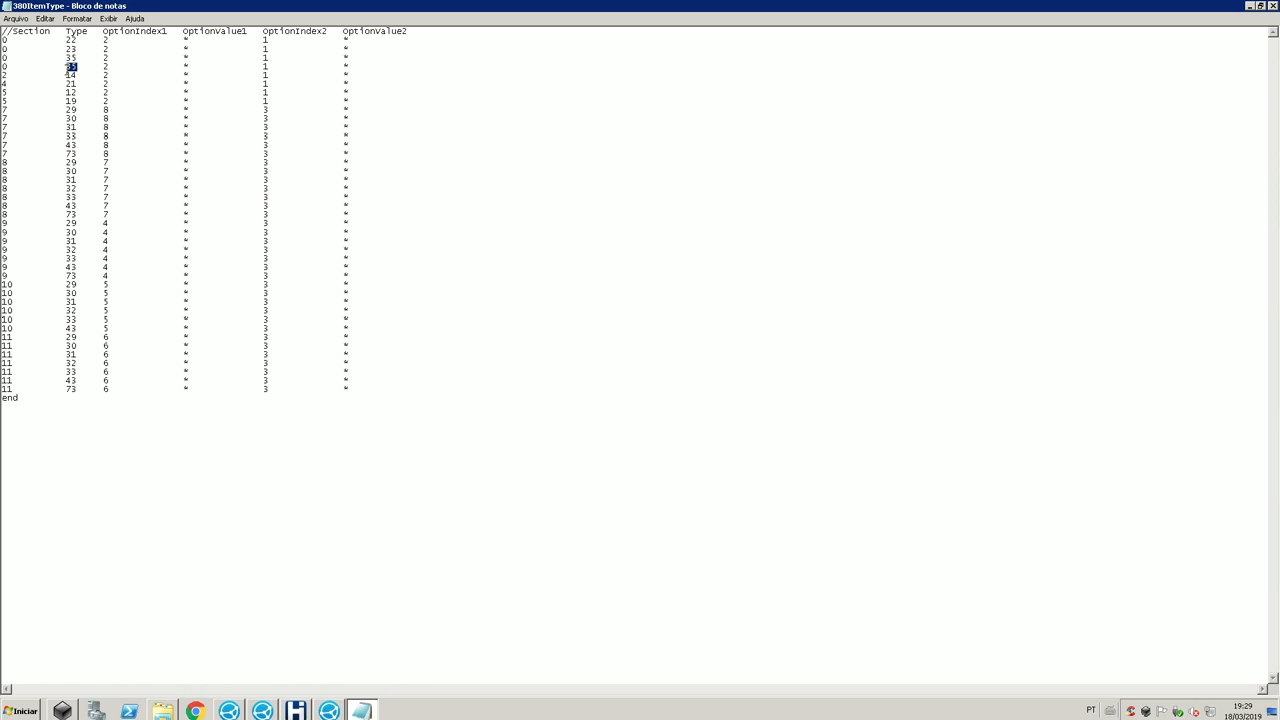 380ItemType - Bloco de notas
Arquivo Editar Formatar Exibir Ajuda
//Section Type OptionIndex1 OptionValue1 OptionIndex2 OptionValue2
0 22 2 * 1 *
0 23 2 * 1 *
0 35 2 * 1 *
0 2 * 1 *
2 14 2 * 1 *
4 21 2 * 1 *
5 12 2 * 1 *
5 19 2 * 1 *
7 29 8 * 3 *
7 30 8 * 3 *
7 31 8 * 3 *
7 33 8 * 3 *
7 43 8 * 3 *
7 73 8 * 3 *
8 29 7 * 3 *
8 30 7 * 3 *
8 31 7 * 3 *
8 32 7 * 3 *
8 33 7 * 3 *
8 43 7 * 3 *
8 73 7 * 3 *
9 29 4 * 3 *
9 30 4 * 3 *
9 31 4 * 3 *
9 32 4 * 3 *
9 33 4 * 3 *
9 43 4 * 3 *
9 73 4 * 3 *
10 29 5 * 3 *
10 30 5 * 3 *
10 31 5 * 3 *
10 32 5 * 3 *
10 33 5 * 3 *
10 43 5 * 3 *
11 29 6 * 3 *
11 30 6 * 3 *
11 31 6 * 3 *
11 32 6 * 3 *
11 33 6 * 3 *
11 43 6 * 3 *
11 73 6 * 3 *
end
Iniciar
PT
19:29
18/03/2019